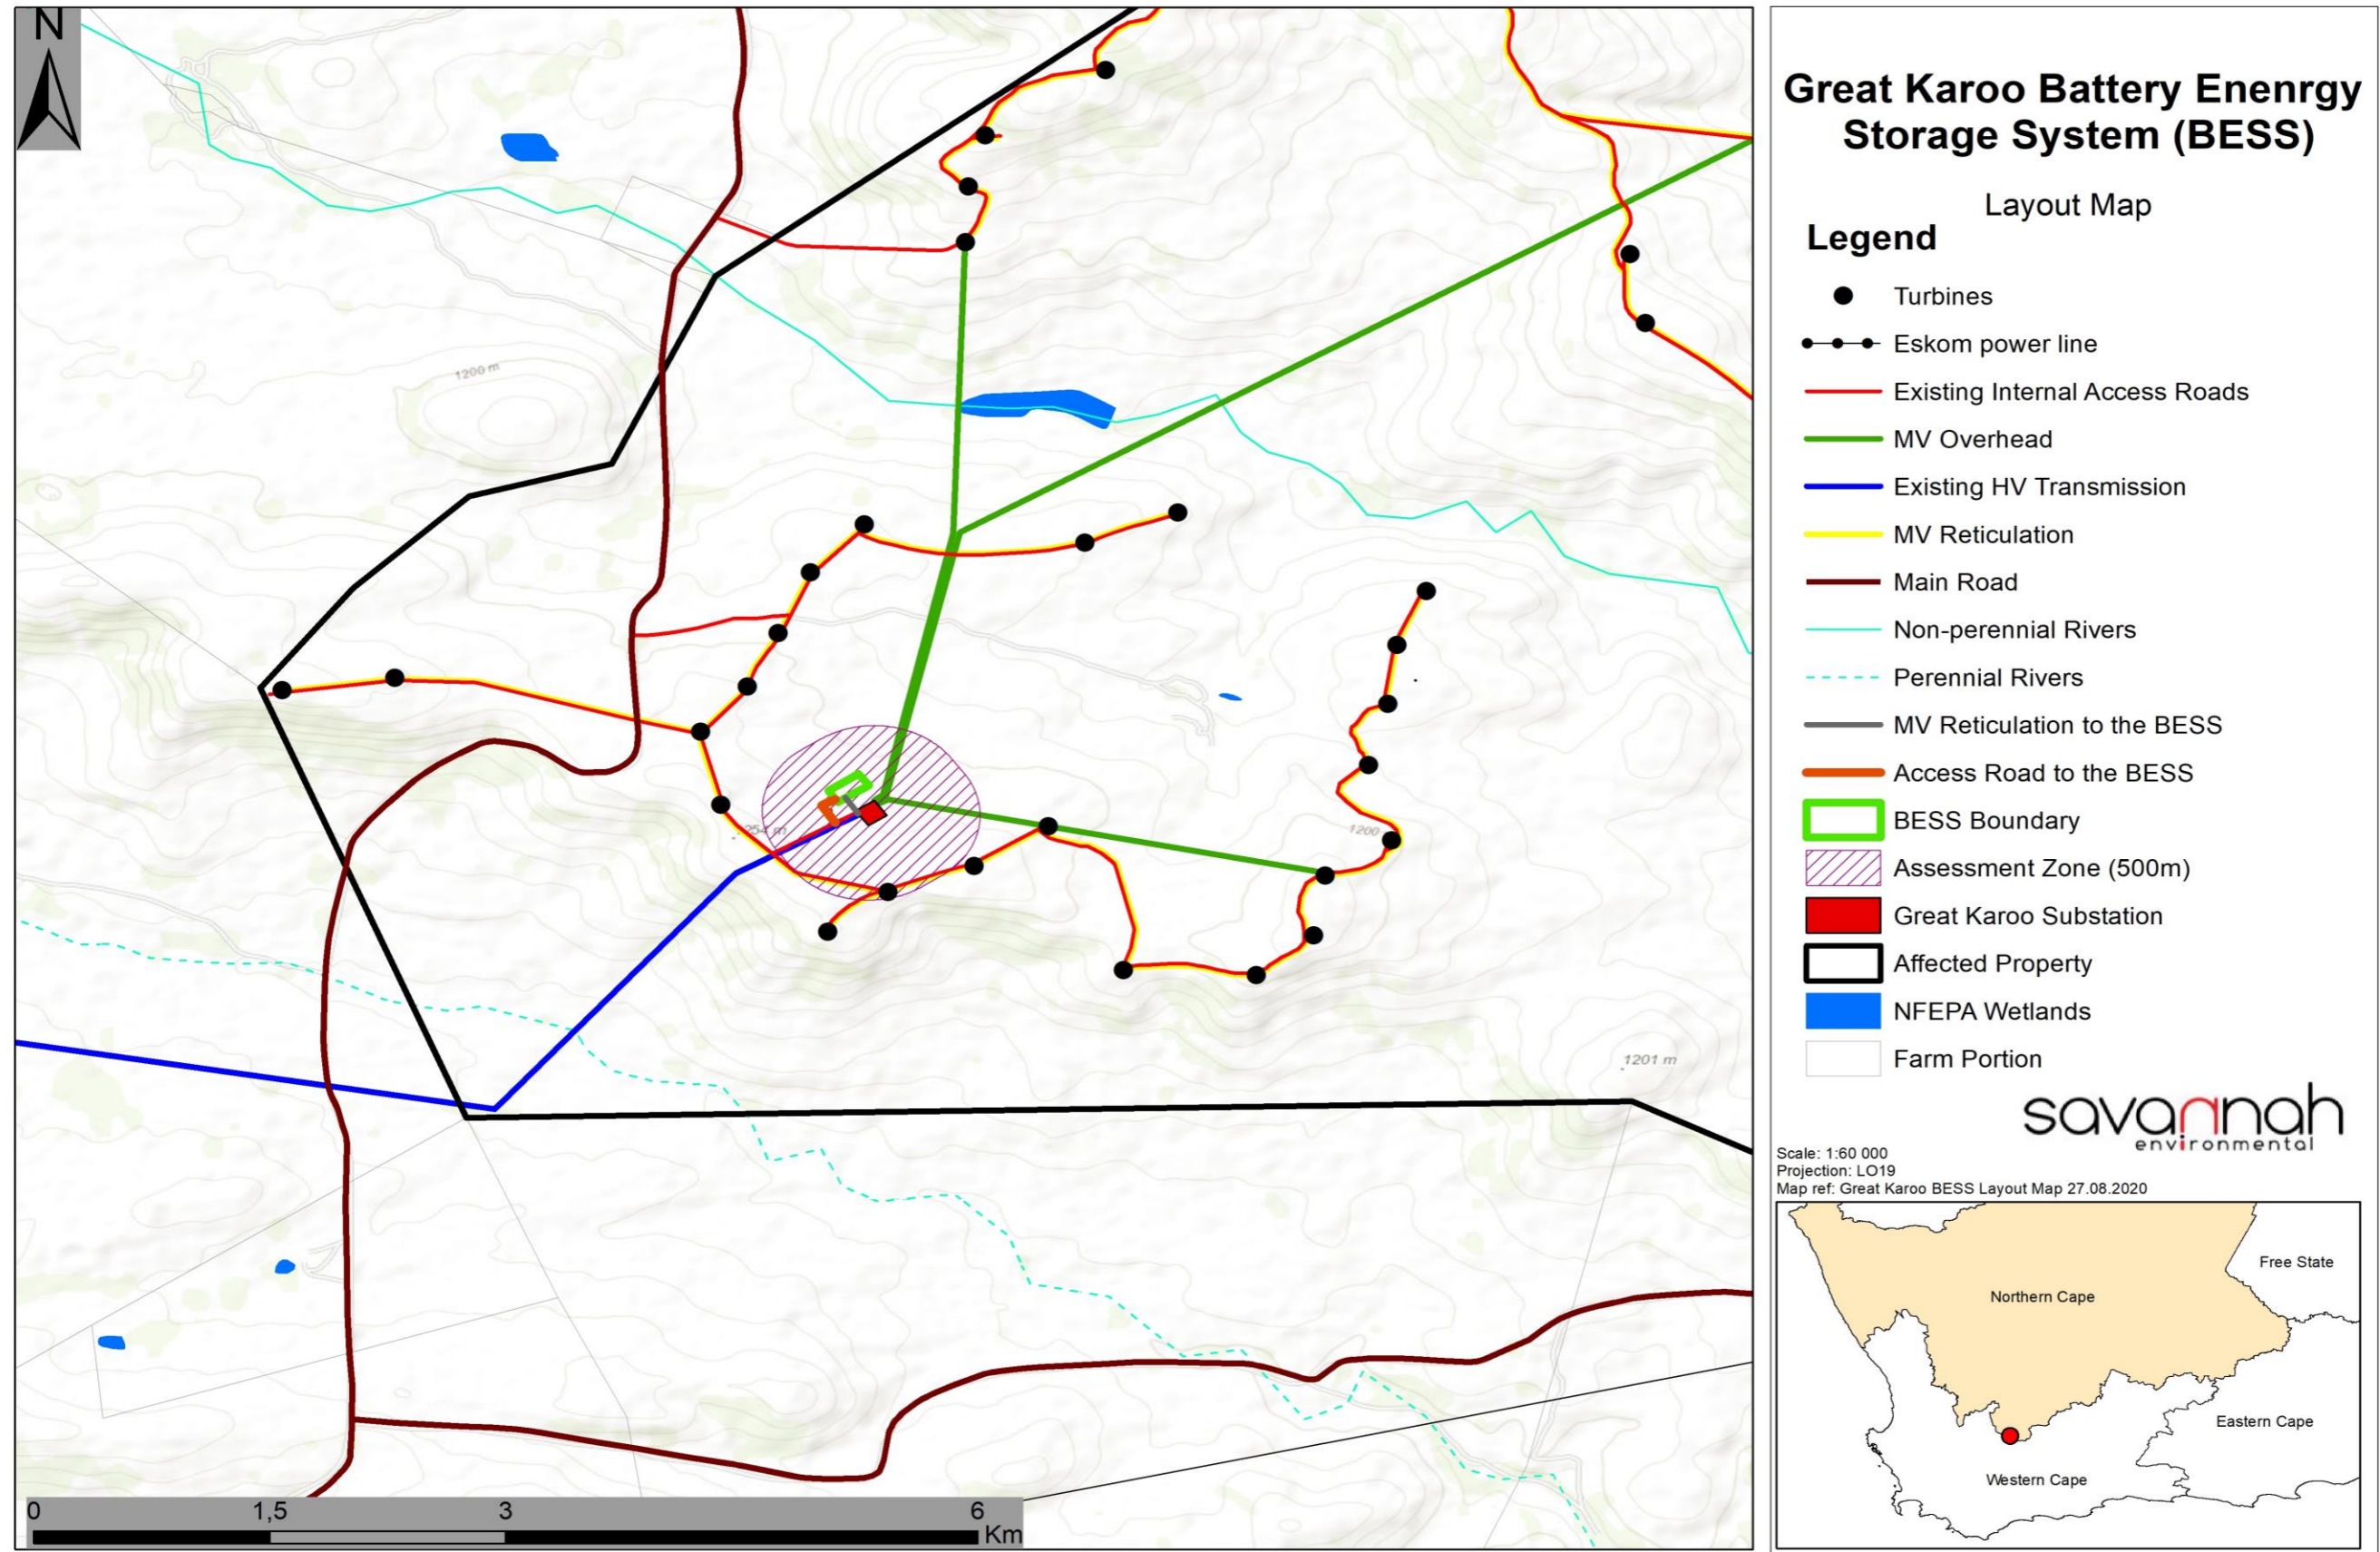 N
1200 m
254 m
1200
1201 m
0 1,5 3 6
Km
Great Karoo Battery Enenrgy
Storage System (BESS)
Layout Map
Legend
Turbines
Eskom power line
Existing Internal Access Roads
MV Overhead
Existing HV Transmission
MV Reticulation
Main Road
Non-perennial Rivers
Perennial Rivers
MV Reticulation to the BESS
Access Road to the BESS
BESS Boundary
Assessment Zone (500m)
Great Karoo Substation
Affected Property
NFEPA Wetlands
Farm Portion
savannah
environmental
Scale: 1:60 000
Projection: LO19
Map ref: Great Karoo BESS Layout Map 27.08.2020
Free State
Northern Cape
Eastern Cape
Western Cape